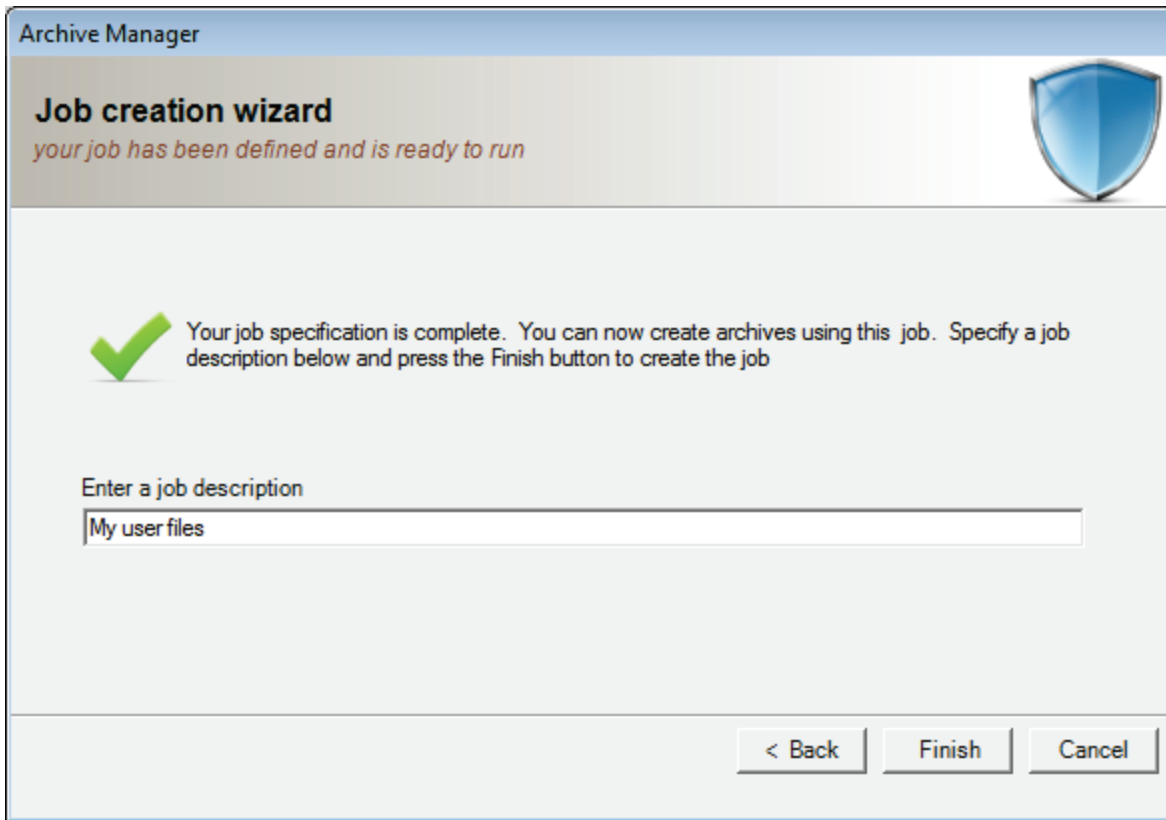 Archive Manager
Job creation wizard
your job has been defined and is ready to run
Your job specification is complete.  You can now create archives using this  job.  Specify a job
description below and press the Finish button to create the job
Enter a job description
My user files
< Back
Finish
Cancel